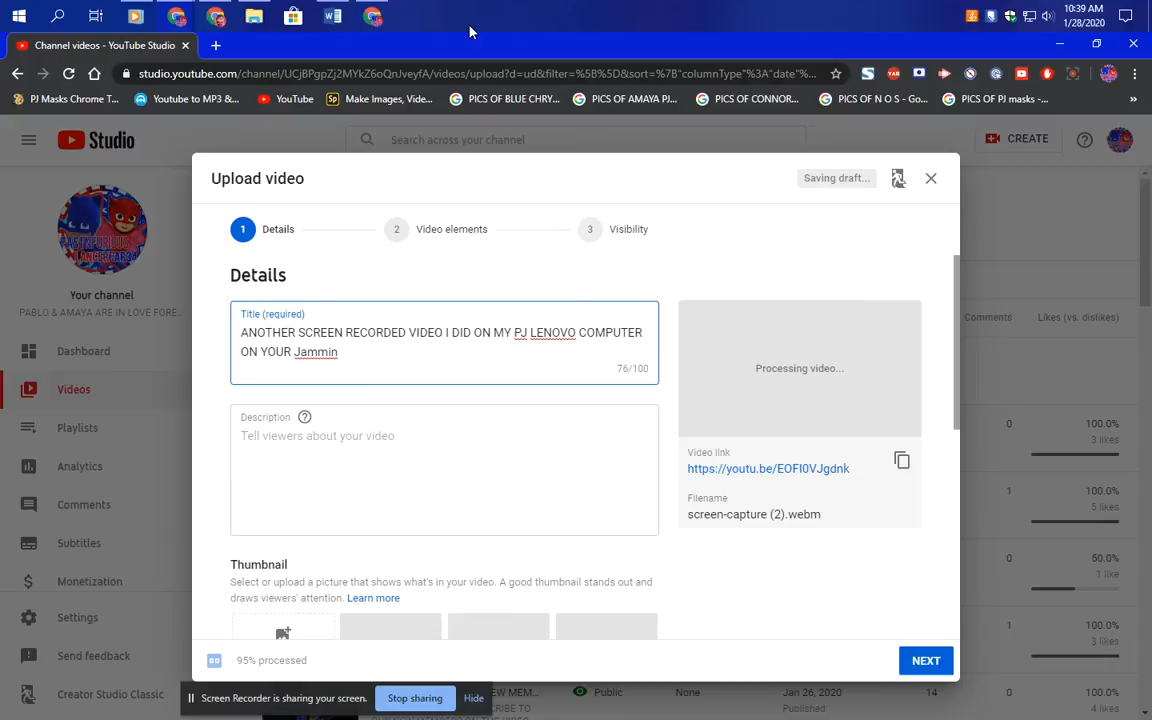 10:39 AM
1/28/2020
Channel videos - YouTube Studio
studio.youtube.com/channel/UCjBPgpZj2MYkZ6oQnJveyfA/videos/upload?d=ud&filter=%5B%5D&sort=%7B"columnType"%3A"date"%...
PJ Masks Chrome T... Youtube to MP3 &... YouTube Make Images, Vide... PICS OF BLUE CHRY... PICS OF AMAYA PJ... PICS OF CONNOR... PICS OF N O S - Go... PICS OF PJ masks -...
Studio
Search across your channel
CREATE
Upload video
Saving draft...
1 Details
2 Video elements
3 Visibility
Details
Title (required)
ANOTHER SCREEN RECORDED VIDEO I DID ON MY PJ LENOVO COMPUTER
ON YOUR Jammin
76/100
Description
Tell viewers about your video
Thumbnail
Select or upload a picture that shows what's in your video. A good thumbnail stands out and
draws viewers' attention. Learn more
Processing video...
Video link
https://youtu.be/EOFI0VJgdnk
Filename
screen-capture (2).webm
95% processed
NEXT
Your channel
PABLO & AMAYA ARE IN LOVE FORE...
Dashboard
Videos
Playlists
Analytics
Comments
Subtitles
Monetization
Settings
Send feedback
Creator Studio Classic
Comments
Likes (vs. dislikes)
0 100.0%
3 likes
1 100.0%
5 likes
0 50.0%
1 like
1 100.0%
3 likes
Screen Recorder is sharing your screen.
Stop sharing
Hide
NEW MEM...
Public
None
Jan 26, 2020
Published
14
0
100.0%
4 likes